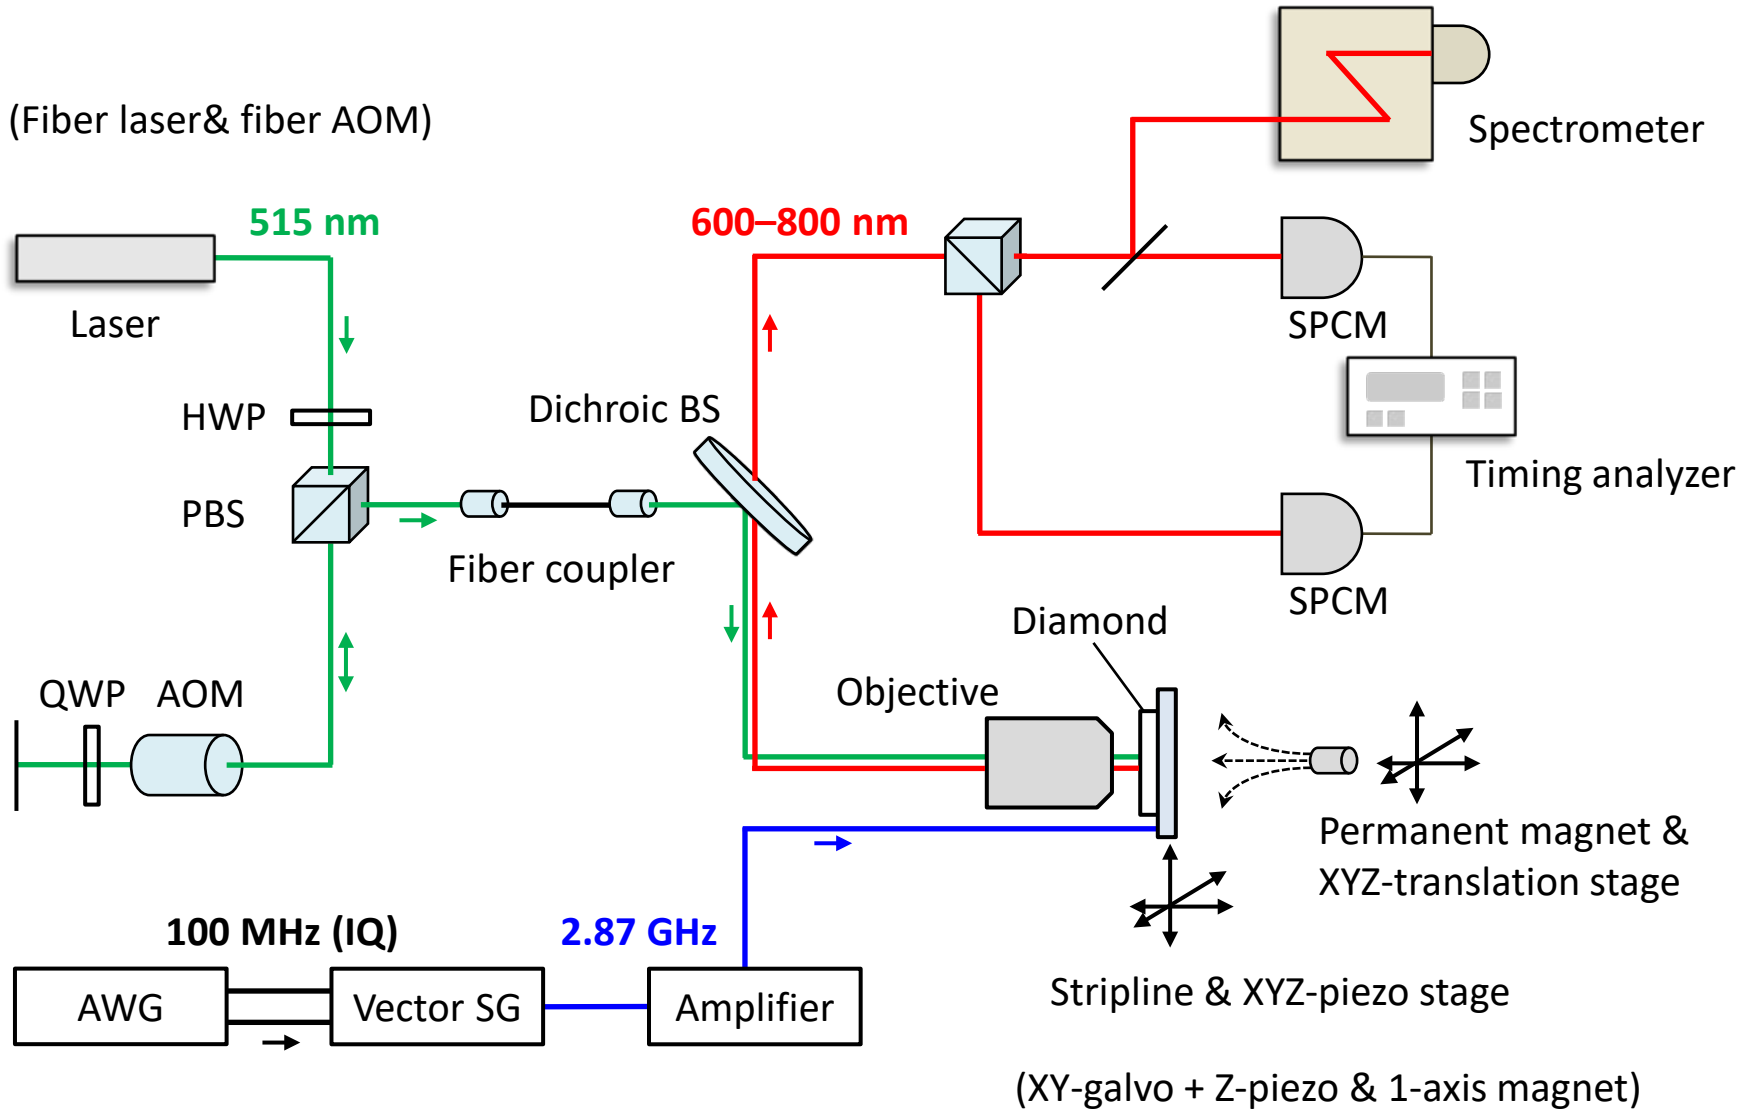 (Fiber laser& fiber AOM)
Spectrometer
515 nm
600–800 nm
Laser
SPCM
HWP
Dichroic BS
Timing analyzer
PBS
Fiber coupler
SPCM
Diamond
QWP
AOM
Objective
Permanent magnet &
XYZ-translation stage
100 MHz (IQ)
2.87 GHz
AWG
Vector SG
Amplifier
Stripline & XYZ-piezo stage
(XY-galvo + Z-piezo & 1-axis magnet)